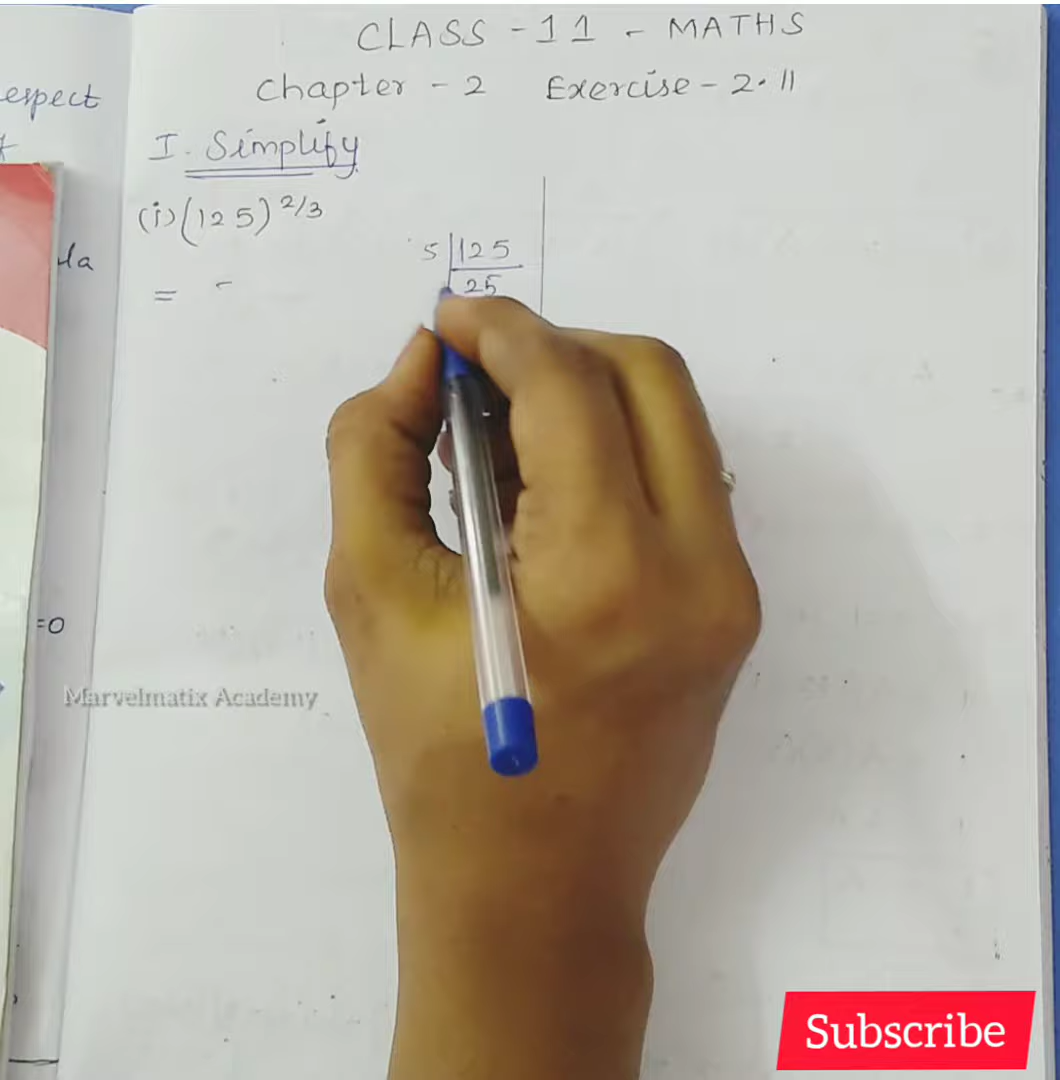 CLASS - 11 - MATHS
Chapter - 2 Exercise - 2.11
espect
I. Simplify
(i) (125)^2/3
5 | 125
25
=
la
=0
Marvelmatix Academy
Subscribe